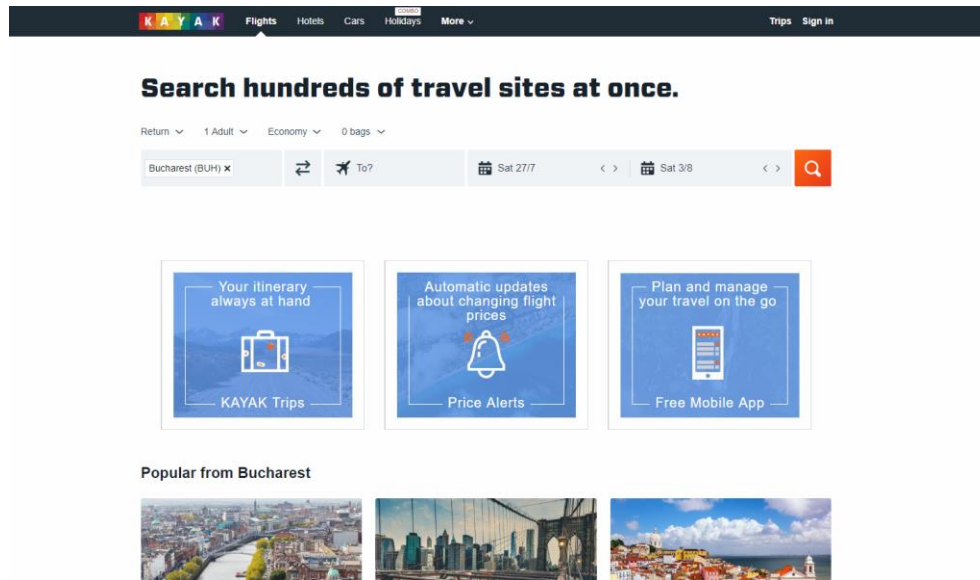 K A Y A K
Flights
Hotels
Cars
COMBO
Holidays
More
Trips
Sign in
Search hundreds of travel sites at once.
Return
1 Adult
Economy
0 bags
Bucharest (BUH) ×
To?
Sat 27/7
Sat 3/8
Your itinerary
always at hand
KAYAK Trips
Automatic updates
about changing flight
prices
Price Alerts
Plan and manage
your travel on the go
KAYAK
Free Mobile App
Popular from Bucharest